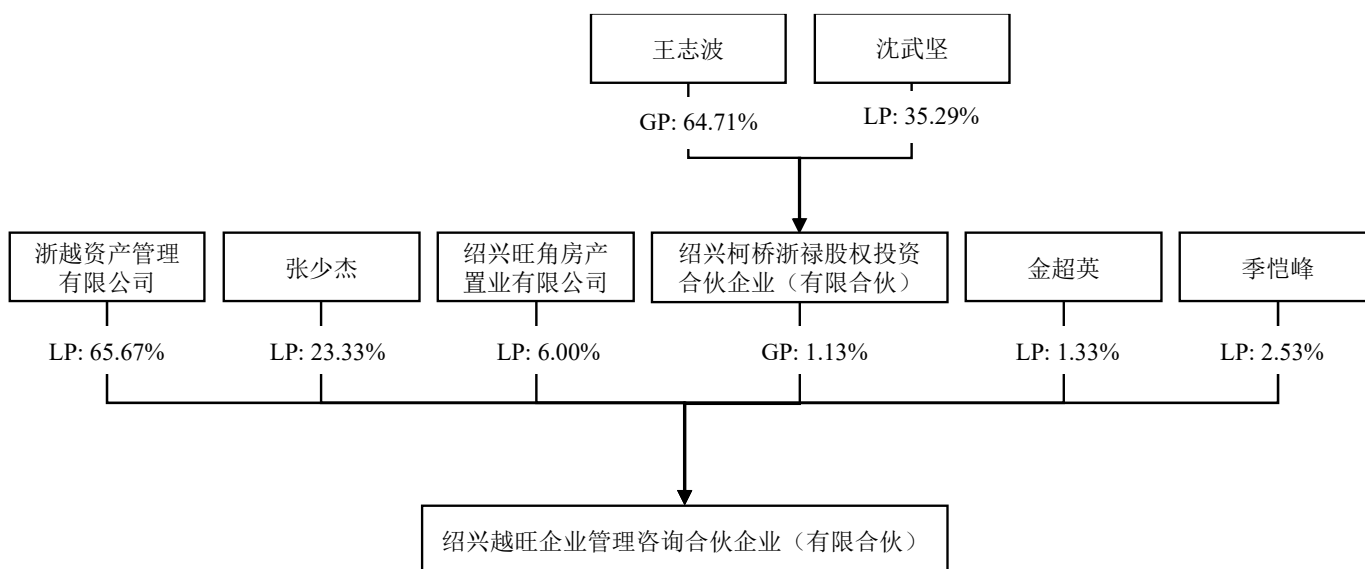 王志波
沈武坚
GP: 64.71%
LP: 35.29%
浙越资产管理
有限公司
张少杰
绍兴旺角房产
置业有限公司
绍兴柯桥浙禄股权投资
合伙企业（有限合伙）
金超英
季恺峰
LP: 65.67%
LP: 23.33%
LP: 6.00%
GP: 1.13%
LP: 1.33%
LP: 2.53%
绍兴越旺企业管理咨询合伙企业（有限合伙）